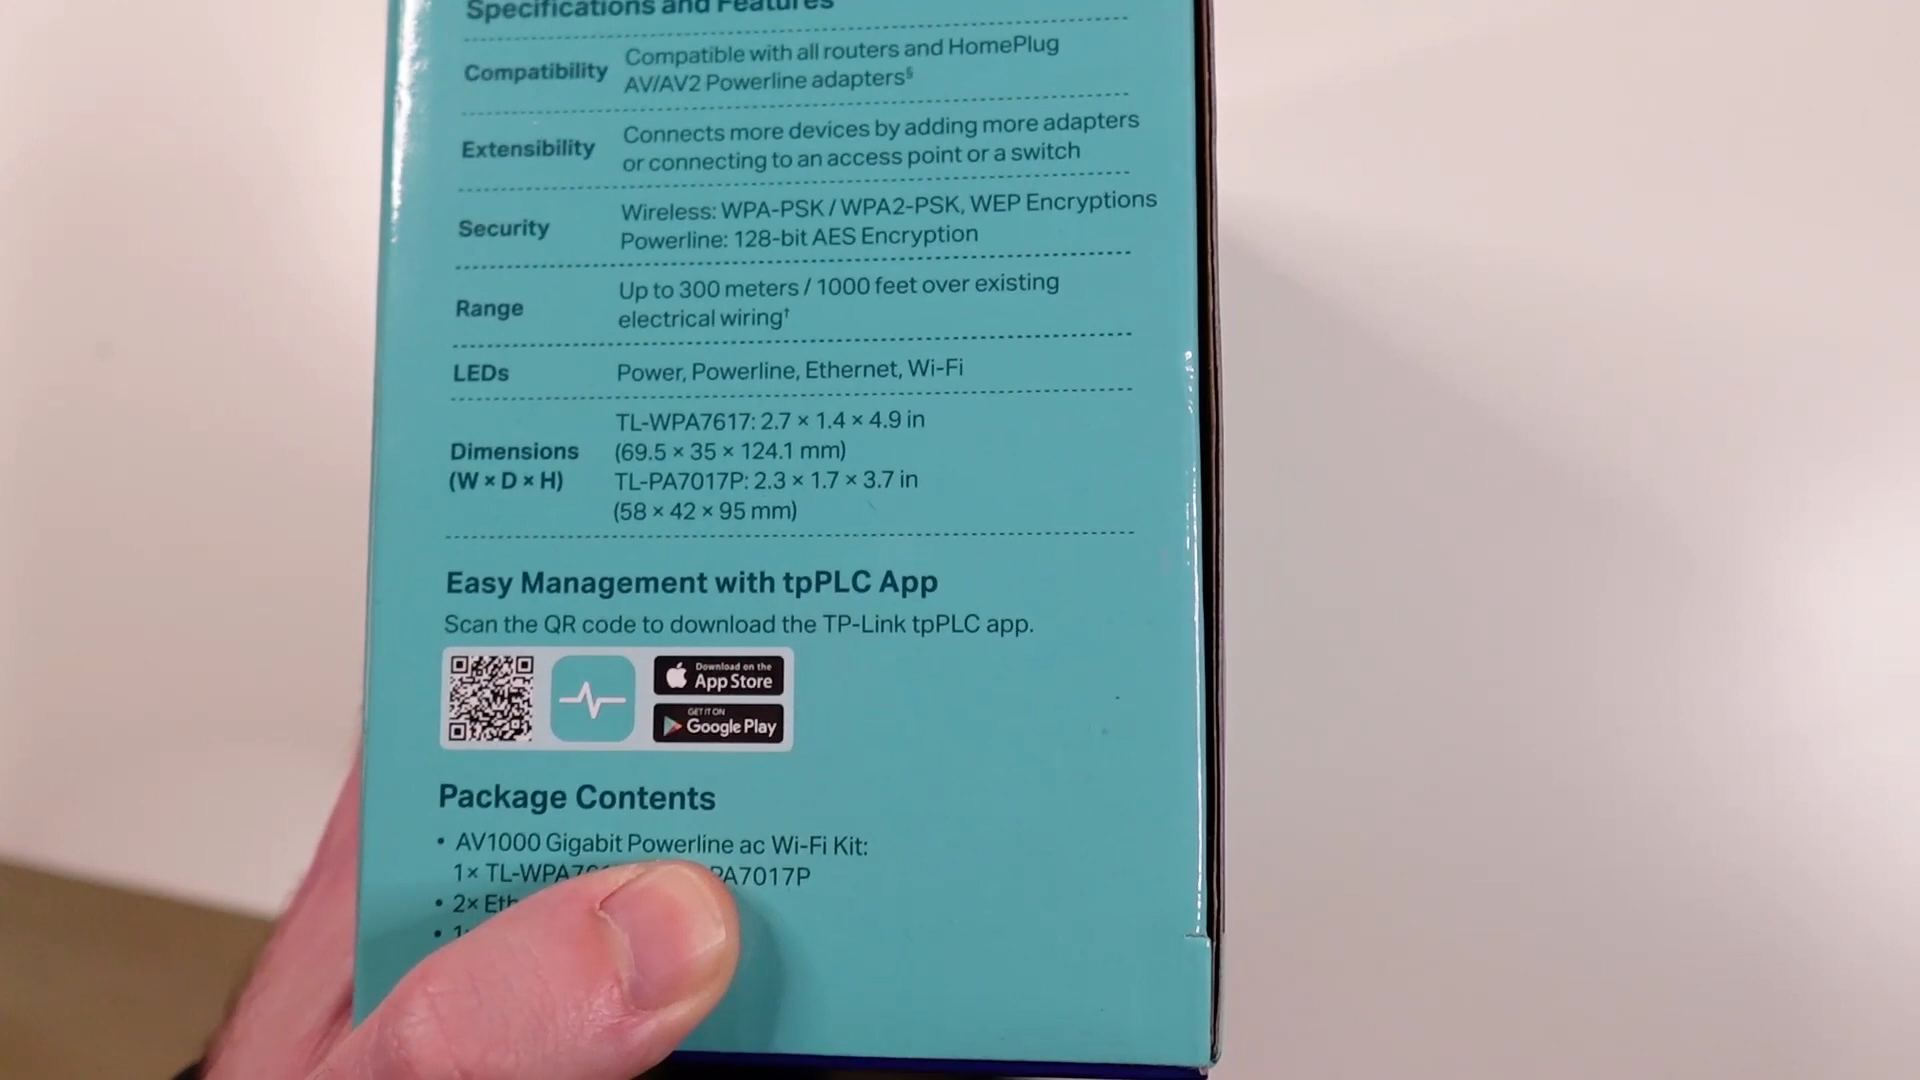 Specifications and Features
Compatibility
Compatible with all routers and HomePlug
AV/AV2 Powerline adapters§
Extensibility
Connects more devices by adding more adapters
or connecting to an access point or a switch
Security
Wireless: WPA-PSK / WPA2-PSK, WEP Encryptions
Powerline: 128-bit AES Encryption
Range
Up to 300 meters / 1000 feet over existing
electrical wiring†
LEDs
Power, Powerline, Ethernet, Wi-Fi
Dimensions
(W × D × H)
TL-WPA7617: 2.7 × 1.4 × 4.9 in
(69.5 × 35 × 124.1 mm)
TL-PA7017P: 2.3 × 1.7 × 3.7 in
(58 × 42 × 95 mm)
Easy Management with tpPLC App
Scan the QR code to download the TP-Link tpPLC app.
Download on the
App Store
GET IT ON
Google Play
Package Contents
• AV1000 Gigabit Powerline ac Wi-Fi Kit:
1× PA7017P
• 2×
•